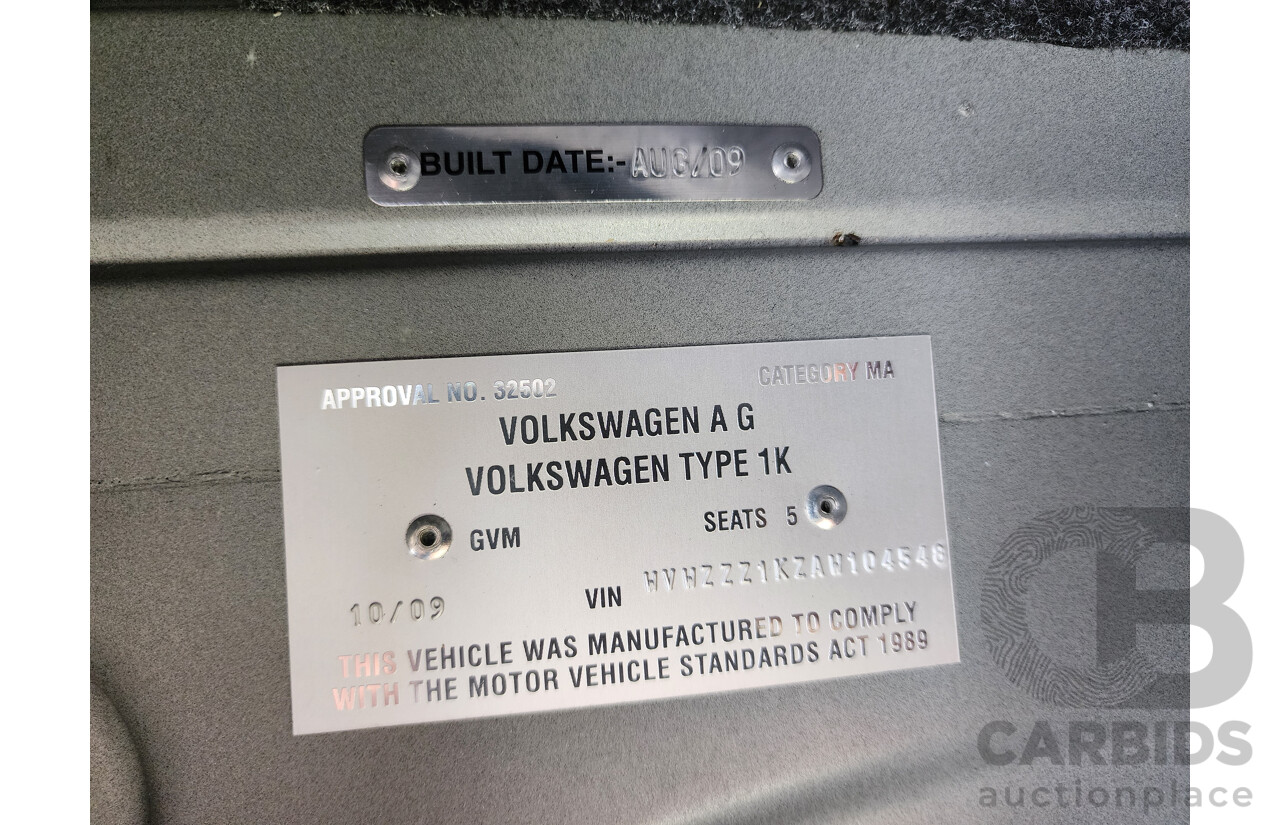 BUILT DATE:-AUG/09
APPROVAL NO. 32502 CATEGORY MA
VOLKSWAGEN A G
VOLKSWAGEN TYPE 1K
GVM SEATS 5
10/09 VIN WVWZZZ1KZAW104546
THIS VEHICLE WAS MANUFACTURED TO COMPLY
WITH THE MOTOR VEHICLE STANDARDS ACT 1989
CB
CARBIDS
auctionplace